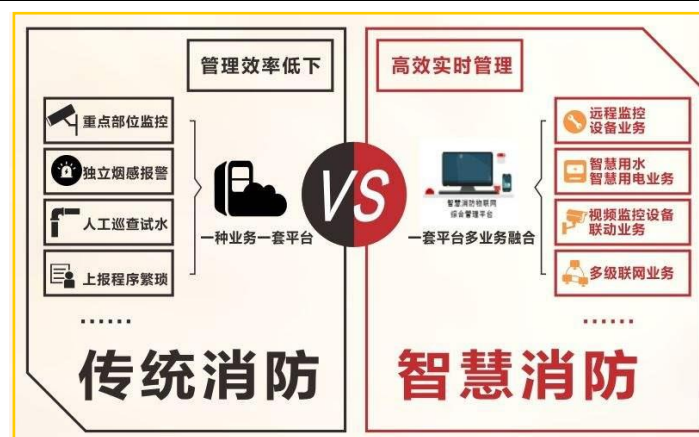 管理效率低下
重点部位监控
独立烟感报警
人工巡查试水
上报程序繁琐
......
一种业务一套平台
传统消防
VS
高效实时管理
智慧消防物联网
综合管理平台
一套平台多业务融合
远程监控
设备业务
智慧用水
智慧用电业务
视频监控设备
联动业务
多级联网业务
......
智慧消防